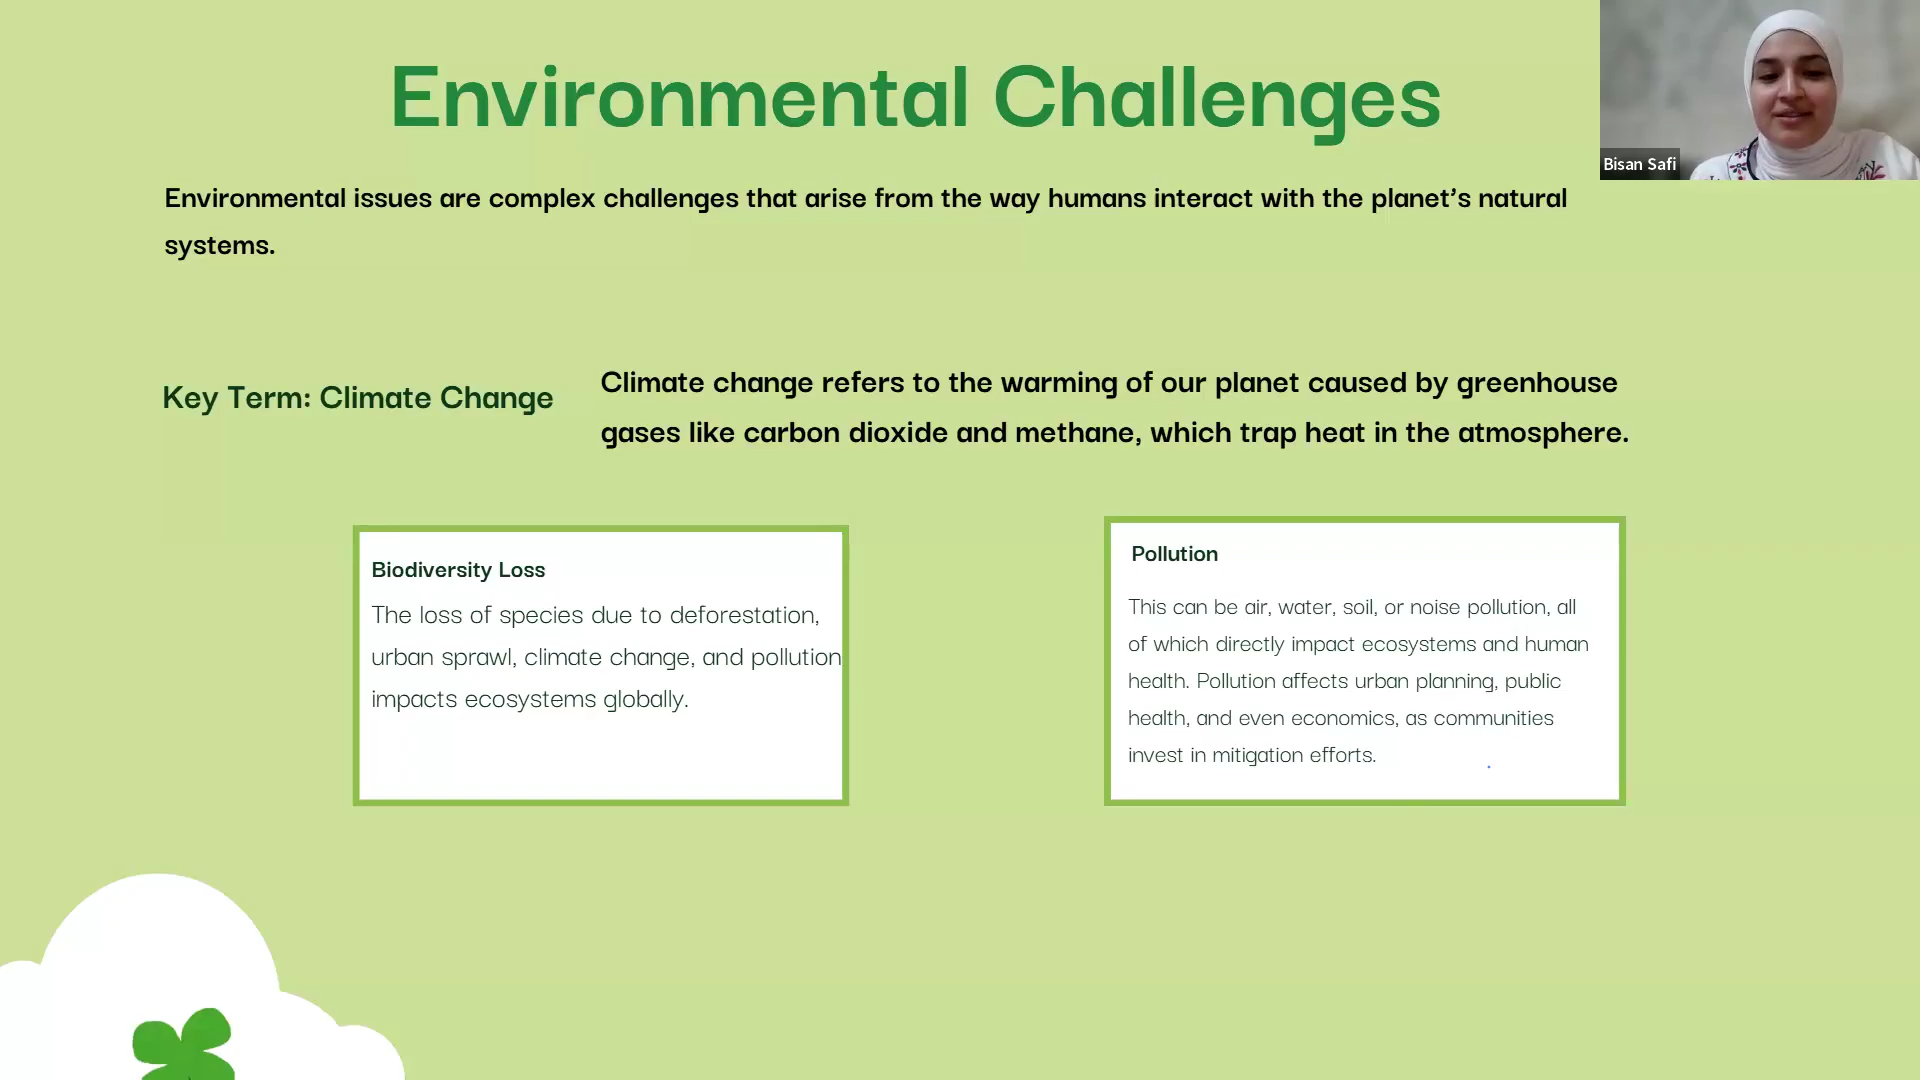 Environmental Challenges
Bisan Safi
Environmental issues are complex challenges that arise from the way humans interact with the planet’s natural
systems.
Key Term: Climate Change
Climate change refers to the warming of our planet caused by greenhouse
gases like carbon dioxide and methane, which trap heat in the atmosphere.
Biodiversity Loss
The loss of species due to deforestation,
urban sprawl, climate change, and pollution
impacts ecosystems globally.
Pollution
This can be air, water, soil, or noise pollution, all
of which directly impact ecosystems and human
health. Pollution affects urban planning, public
health, and even economics, as communities
invest in mitigation efforts.